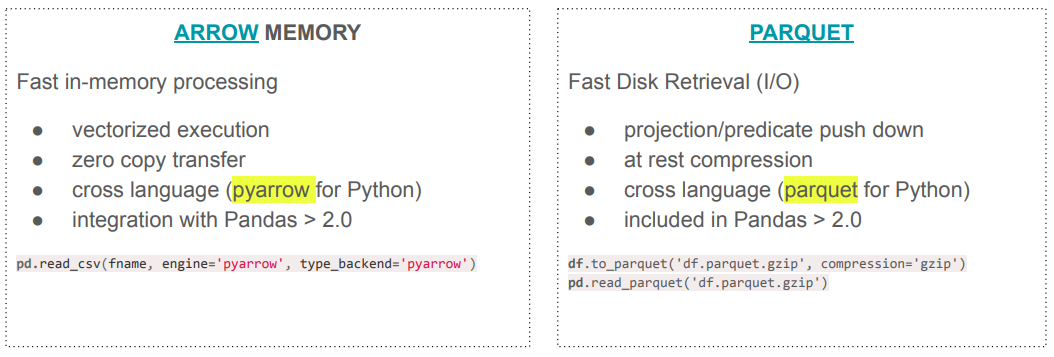 ARROW MEMORY
Fast in-memory processing
● vectorized execution
● zero copy transfer
● cross language (pyarrow for Python)
● integration with Pandas > 2.0
pd.read_csv(fname, engine='pyarrow', type_backend='pyarrow')
PARQUET
Fast Disk Retrieval (I/O)
● projection/predicate push down
● at rest compression
● cross language (parquet for Python)
● included in Pandas > 2.0
df.to_parquet('df.parquet.gzip', compression='gzip')
pd.read_parquet('df.parquet.gzip')